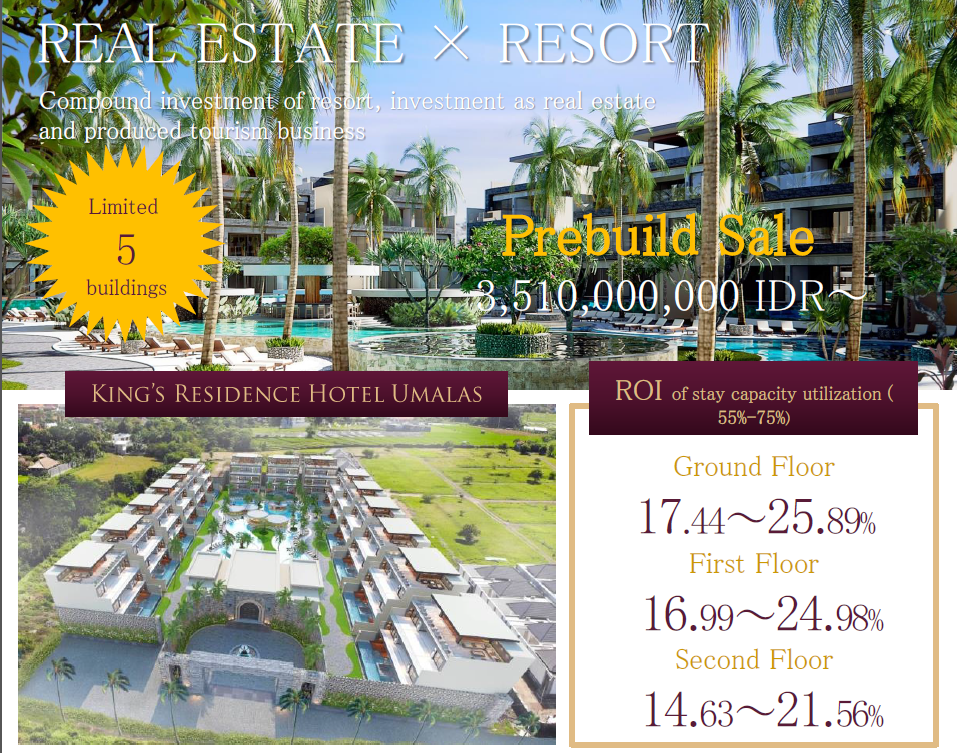 REAL ESTATE × RESORT
Compound investment of resort, investment as real estate
and produced tourism business
Limited
5
buildings
Prebuild Sale
3,510,000,000 IDR～
KING'S RESIDENCE HOTEL UMALAS
ROI of stay capacity utilization (
55%-75%)
Ground Floor
17.44～25.89%
First Floor
16.99～24.98%
Second Floor
14.63～21.56%